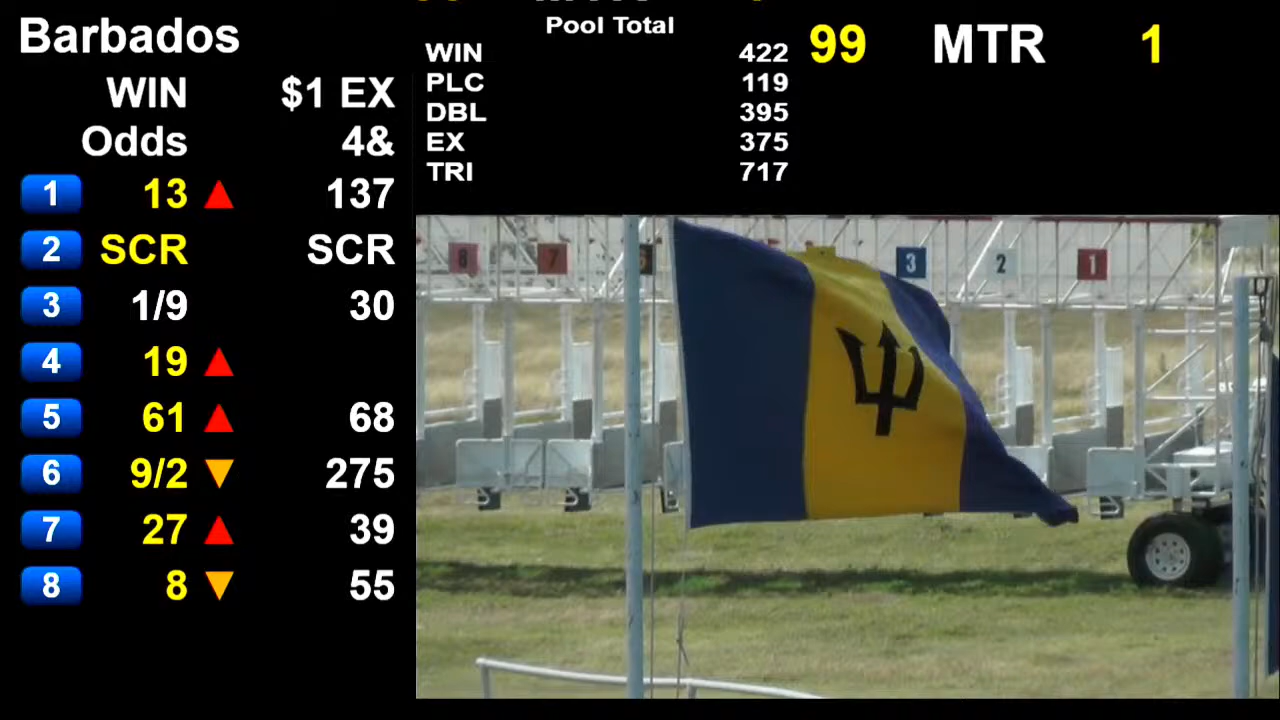 Barbados
WIN $1 EX
Odds 4&
1 13 137
2 SCR SCR
3 1/9 30
4 19
5 61 68
6 9/2 275
7 27 39
8 8 55
Pool Total
WIN 422
PLC 119
DBL 395
EX 375
TRI 717
99 MTR 1
8 7 3 2 1